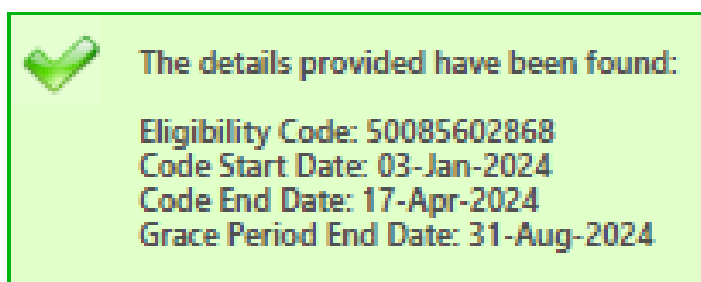 The details provided have been found:
Eligibility Code: 50085602868
Code Start Date: 03-Jan-2024
Code End Date: 17-Apr-2024
Grace Period End Date: 31-Aug-2024